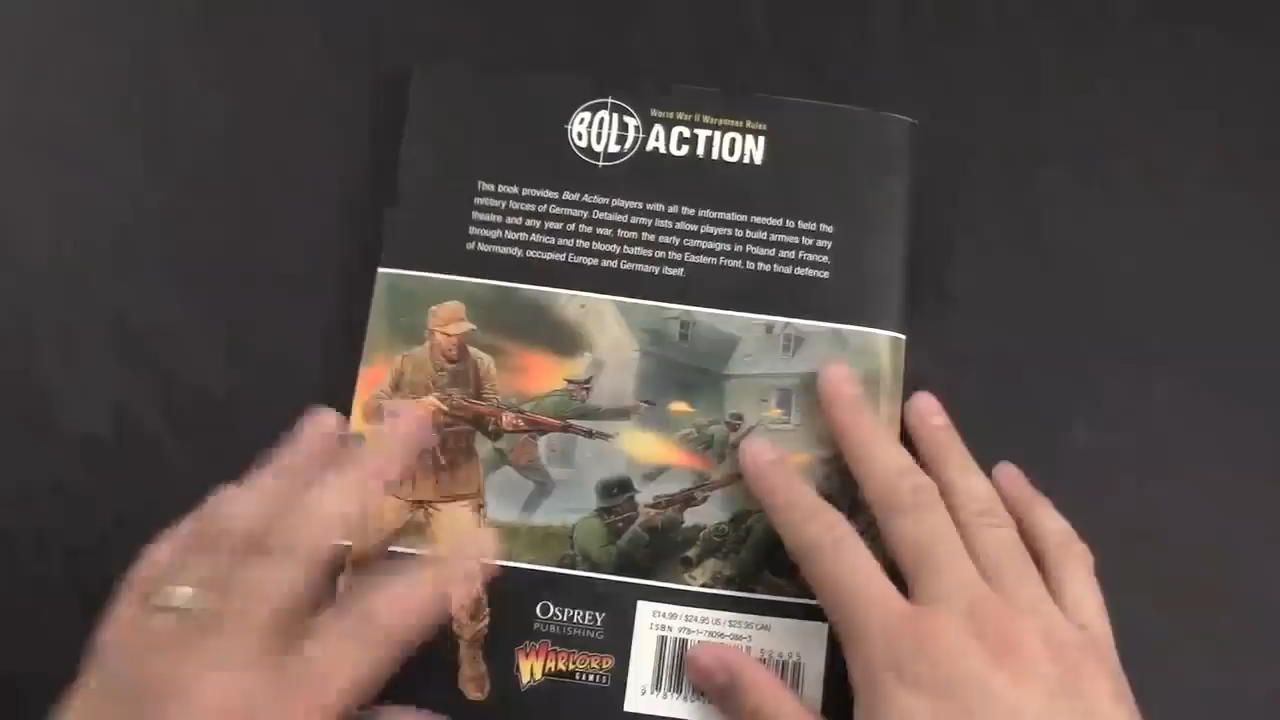 World War II Wargames Rules
BOLT ACTION
This book provides Bolt Action players with all the information needed to field the
military forces of Germany. Detailed army lists allow players to build armies for any
theatre and any year of the war, from the early campaigns in Poland and France,
through North Africa and the bloody battles on the Eastern Front, to the final defence
of Normandy, occupied Europe and Germany itself.
OSPREY
PUBLISHING
WARLORD
GAMES
£14.99 / $24.95 US / $25.95 CAN
ISBN 978-1-78096-088-3
52495